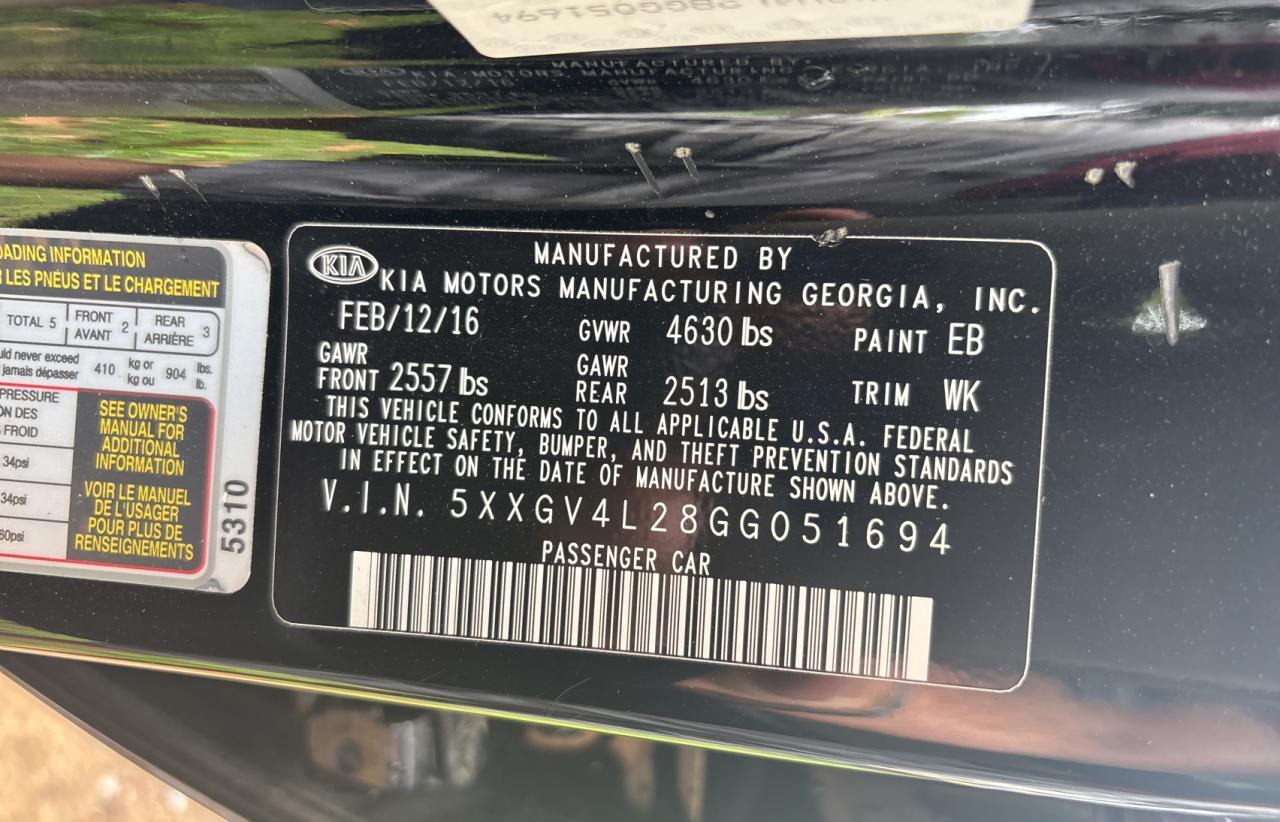 28GG051694
MANUFACTURED BY
OADING INFORMATION
R LES PNEUS ET LE CHARGEMENT
TOTAL 5
FRONT
AVANT 2
REAR
ARRIÈRE 3
uld never exceed
jamais dépasser
410
kg or
kg ou
904
lbs.
lb.
PRESSURE
ON DES
FROID
34psi
34psi
60psi
SEE OWNER'S
MANUAL FOR
ADDITIONAL
INFORMATION
VOIR LE MANUEL
DE L'USAGER
POUR PLUS DE
RENSEIGNEMENTS
5310
KIA
MANUFACTURED BY
KIA MOTORS MANUFACTURING GEORGIA, INC.
FEB/12/16 GVWR 4630 lbs PAINT EB
GAWR
FRONT 2557 lbs
GAWR
REAR 2513 lbs
TRIM WK
THIS VEHICLE CONFORMS TO ALL APPLICABLE U.S.A. FEDERAL
MOTOR VEHICLE SAFETY, BUMPER, AND THEFT PREVENTION STANDARDS
IN EFFECT ON THE DATE OF MANUFACTURE SHOWN ABOVE.
V.I.N. 5XXGV4L28GG051694
PASSENGER CAR